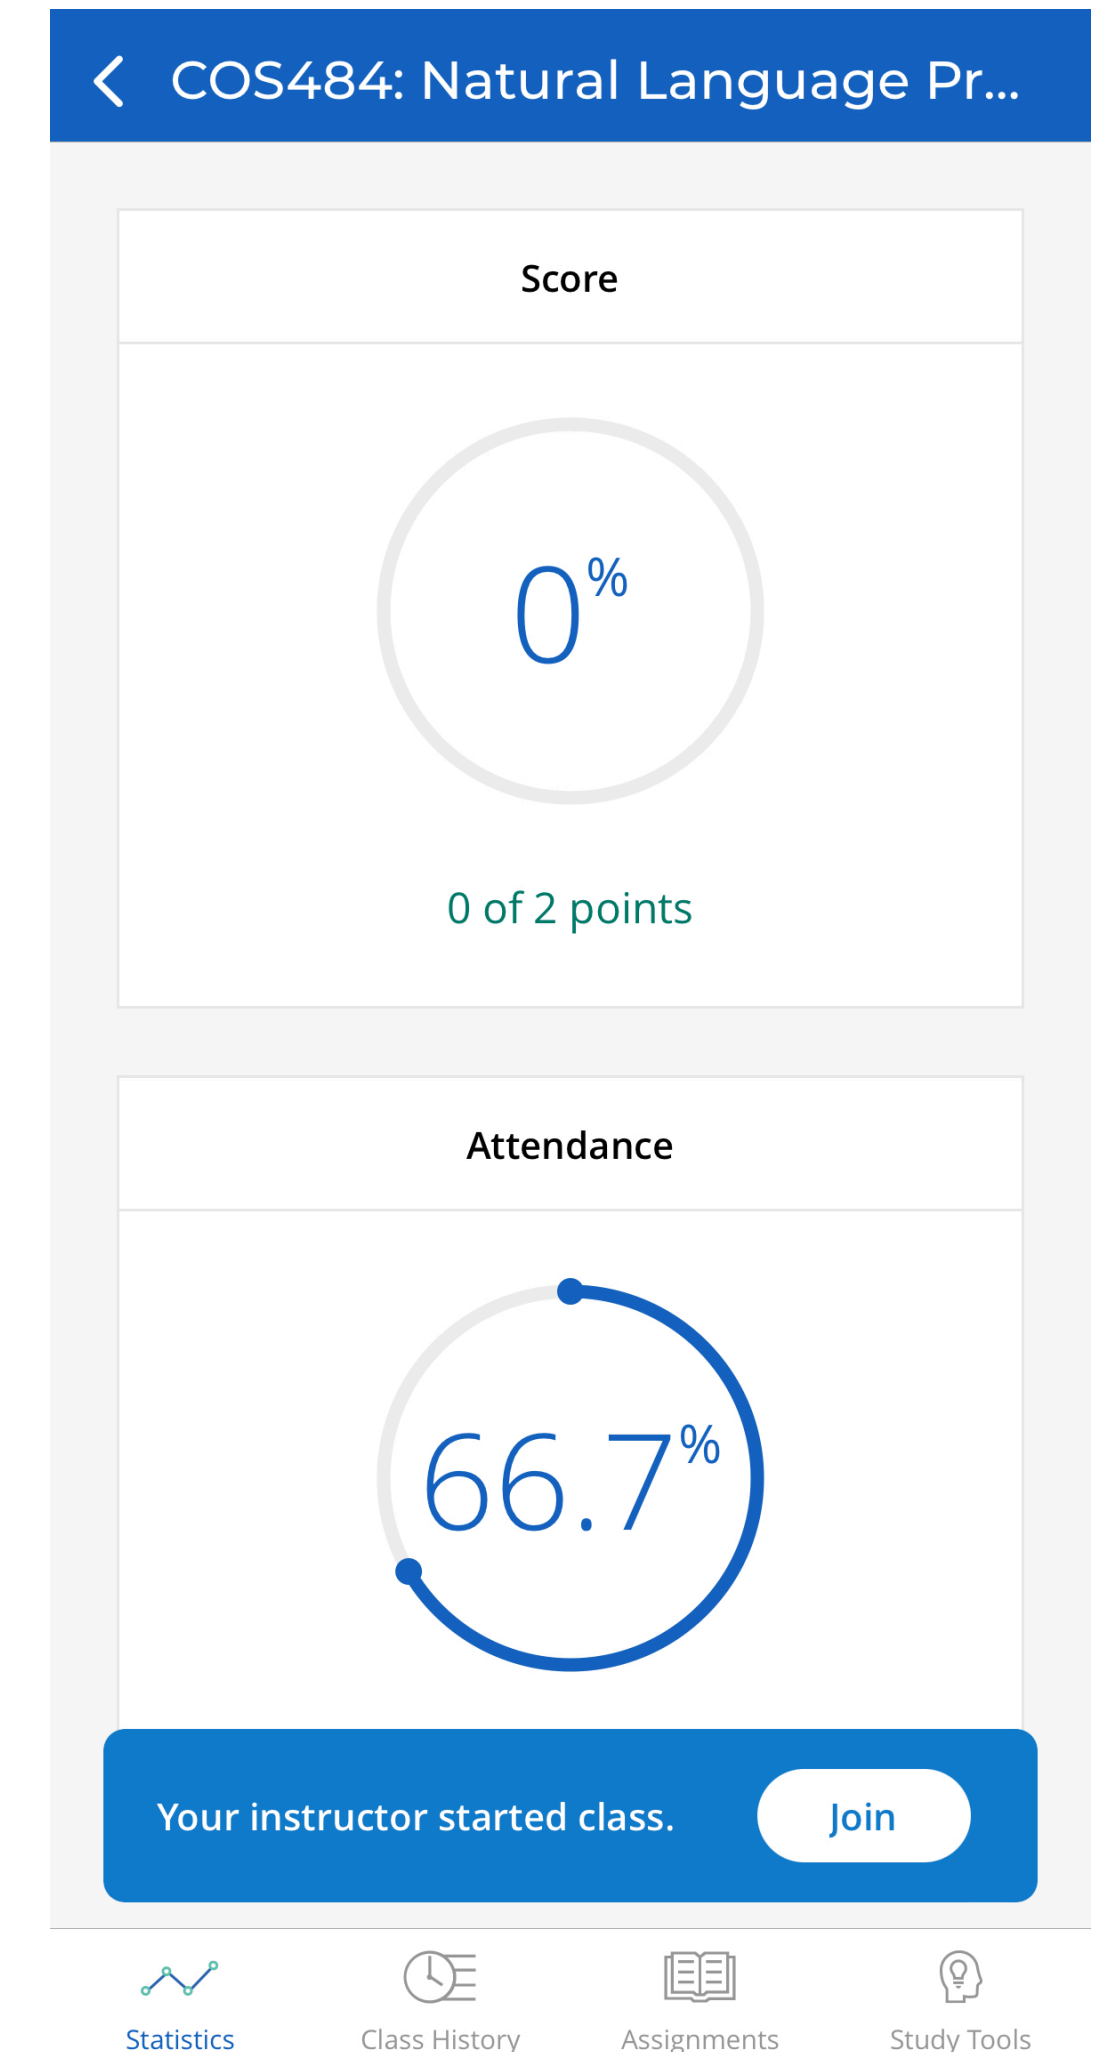 COS484: Natural Language Pr...
Score
0%
0 of 2 points
Attendance
66.7%
Your instructor started class.
Join
Statistics
Class History
Assignments
Study Tools